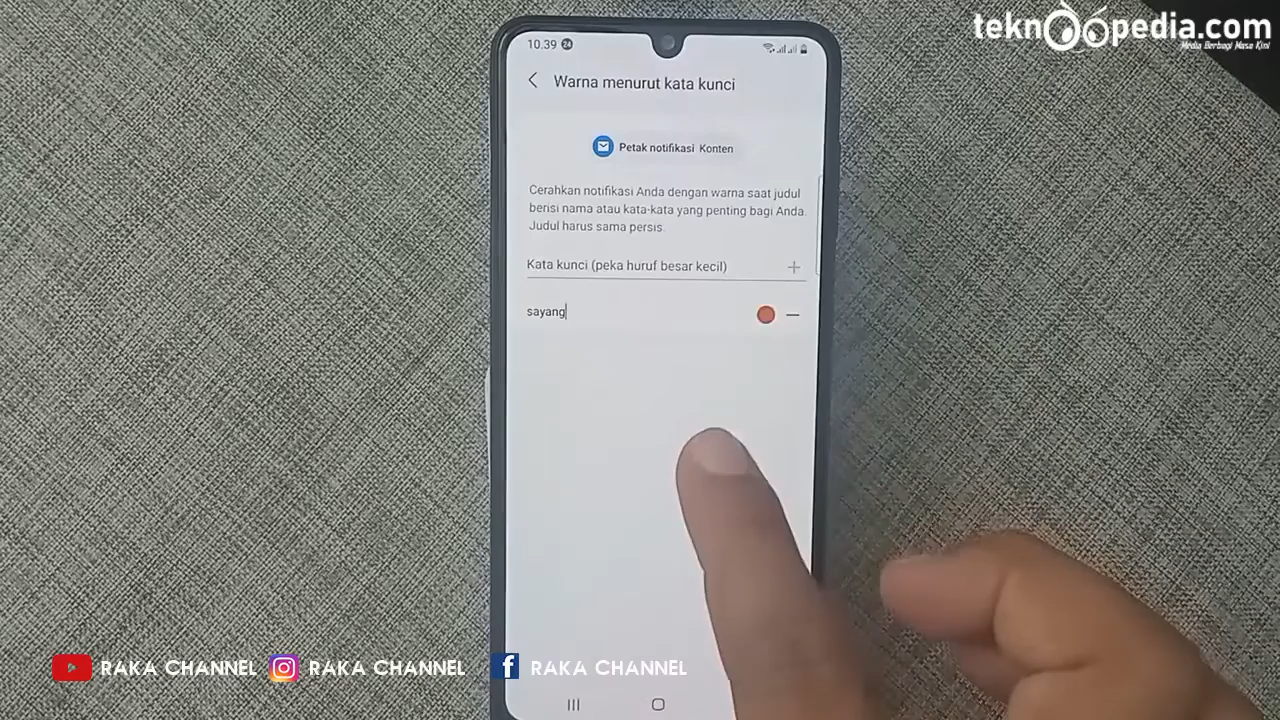 teknoopedia.com
Media Berbagi Masa Kini
10.39 24
Warna menurut kata kunci
Petak notifikasi Konten
Cerahkan notifikasi Anda dengan warna saat judul
berisi nama atau kata-kata yang penting bagi Anda.
Judul harus sama persis.
Kata kunci (peka huruf besar kecil)
sayang
RAKA CHANNEL RAKA CHANNEL f RAKA CHANNEL